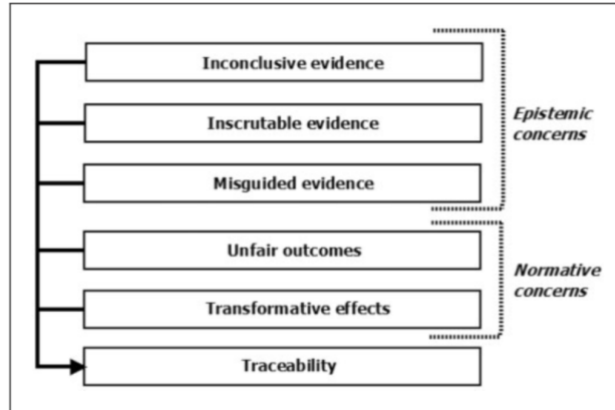 Inconclusive evidence
Inscrutable evidence
Epistemic
concerns
Misguided evidence
Unfair outcomes
Normative
concerns
Transformative effects
Traceability